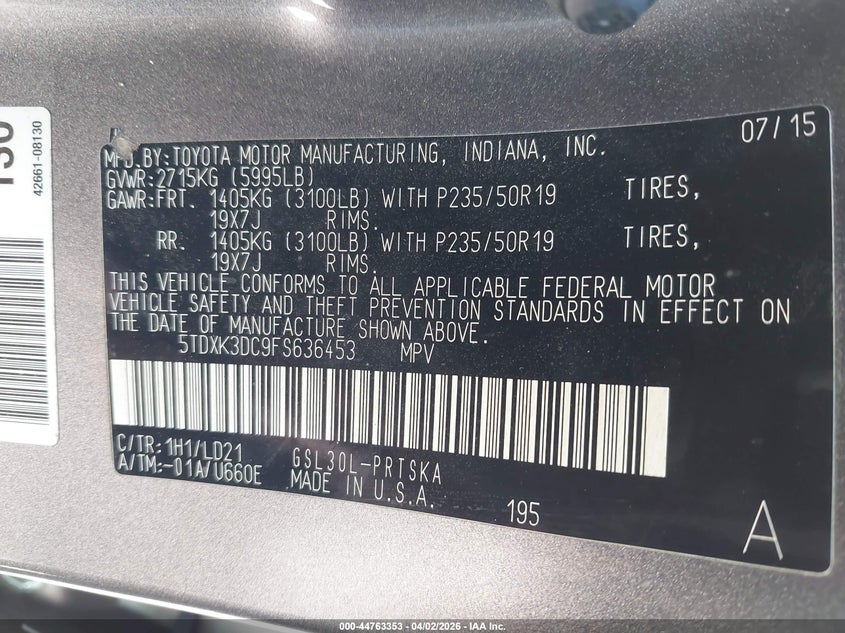 130
42661-08130
07/15
MFD.BY:TOYOTA MOTOR MANUFACTURING, INDIANA, INC.
GVWR:2715KG (5995LB)
GAWR:FRT. 1405KG (3100LB) WITH P235/50R19 TIRES,
19X7J RIMS.
RR. 1405KG (3100LB) WITH P235/50R19 TIRES,
19X7J RIMS.
THIS VEHICLE CONFORMS TO ALL APPLICABLE FEDERAL MOTOR
VEHICLE SAFETY AND THEFT PREVENTION STANDARDS IN EFFECT ON
THE DATE OF MANUFACTURE SHOWN ABOVE.
5TDXK3DC9FS636453 MPV
C/TR:1H1/LD21 GSL30L-PRTSKA
A/TM:-01A/U660E MADE IN U.S.A.
195
A
000-44763353 - 04/02/2026 - IAA Inc.